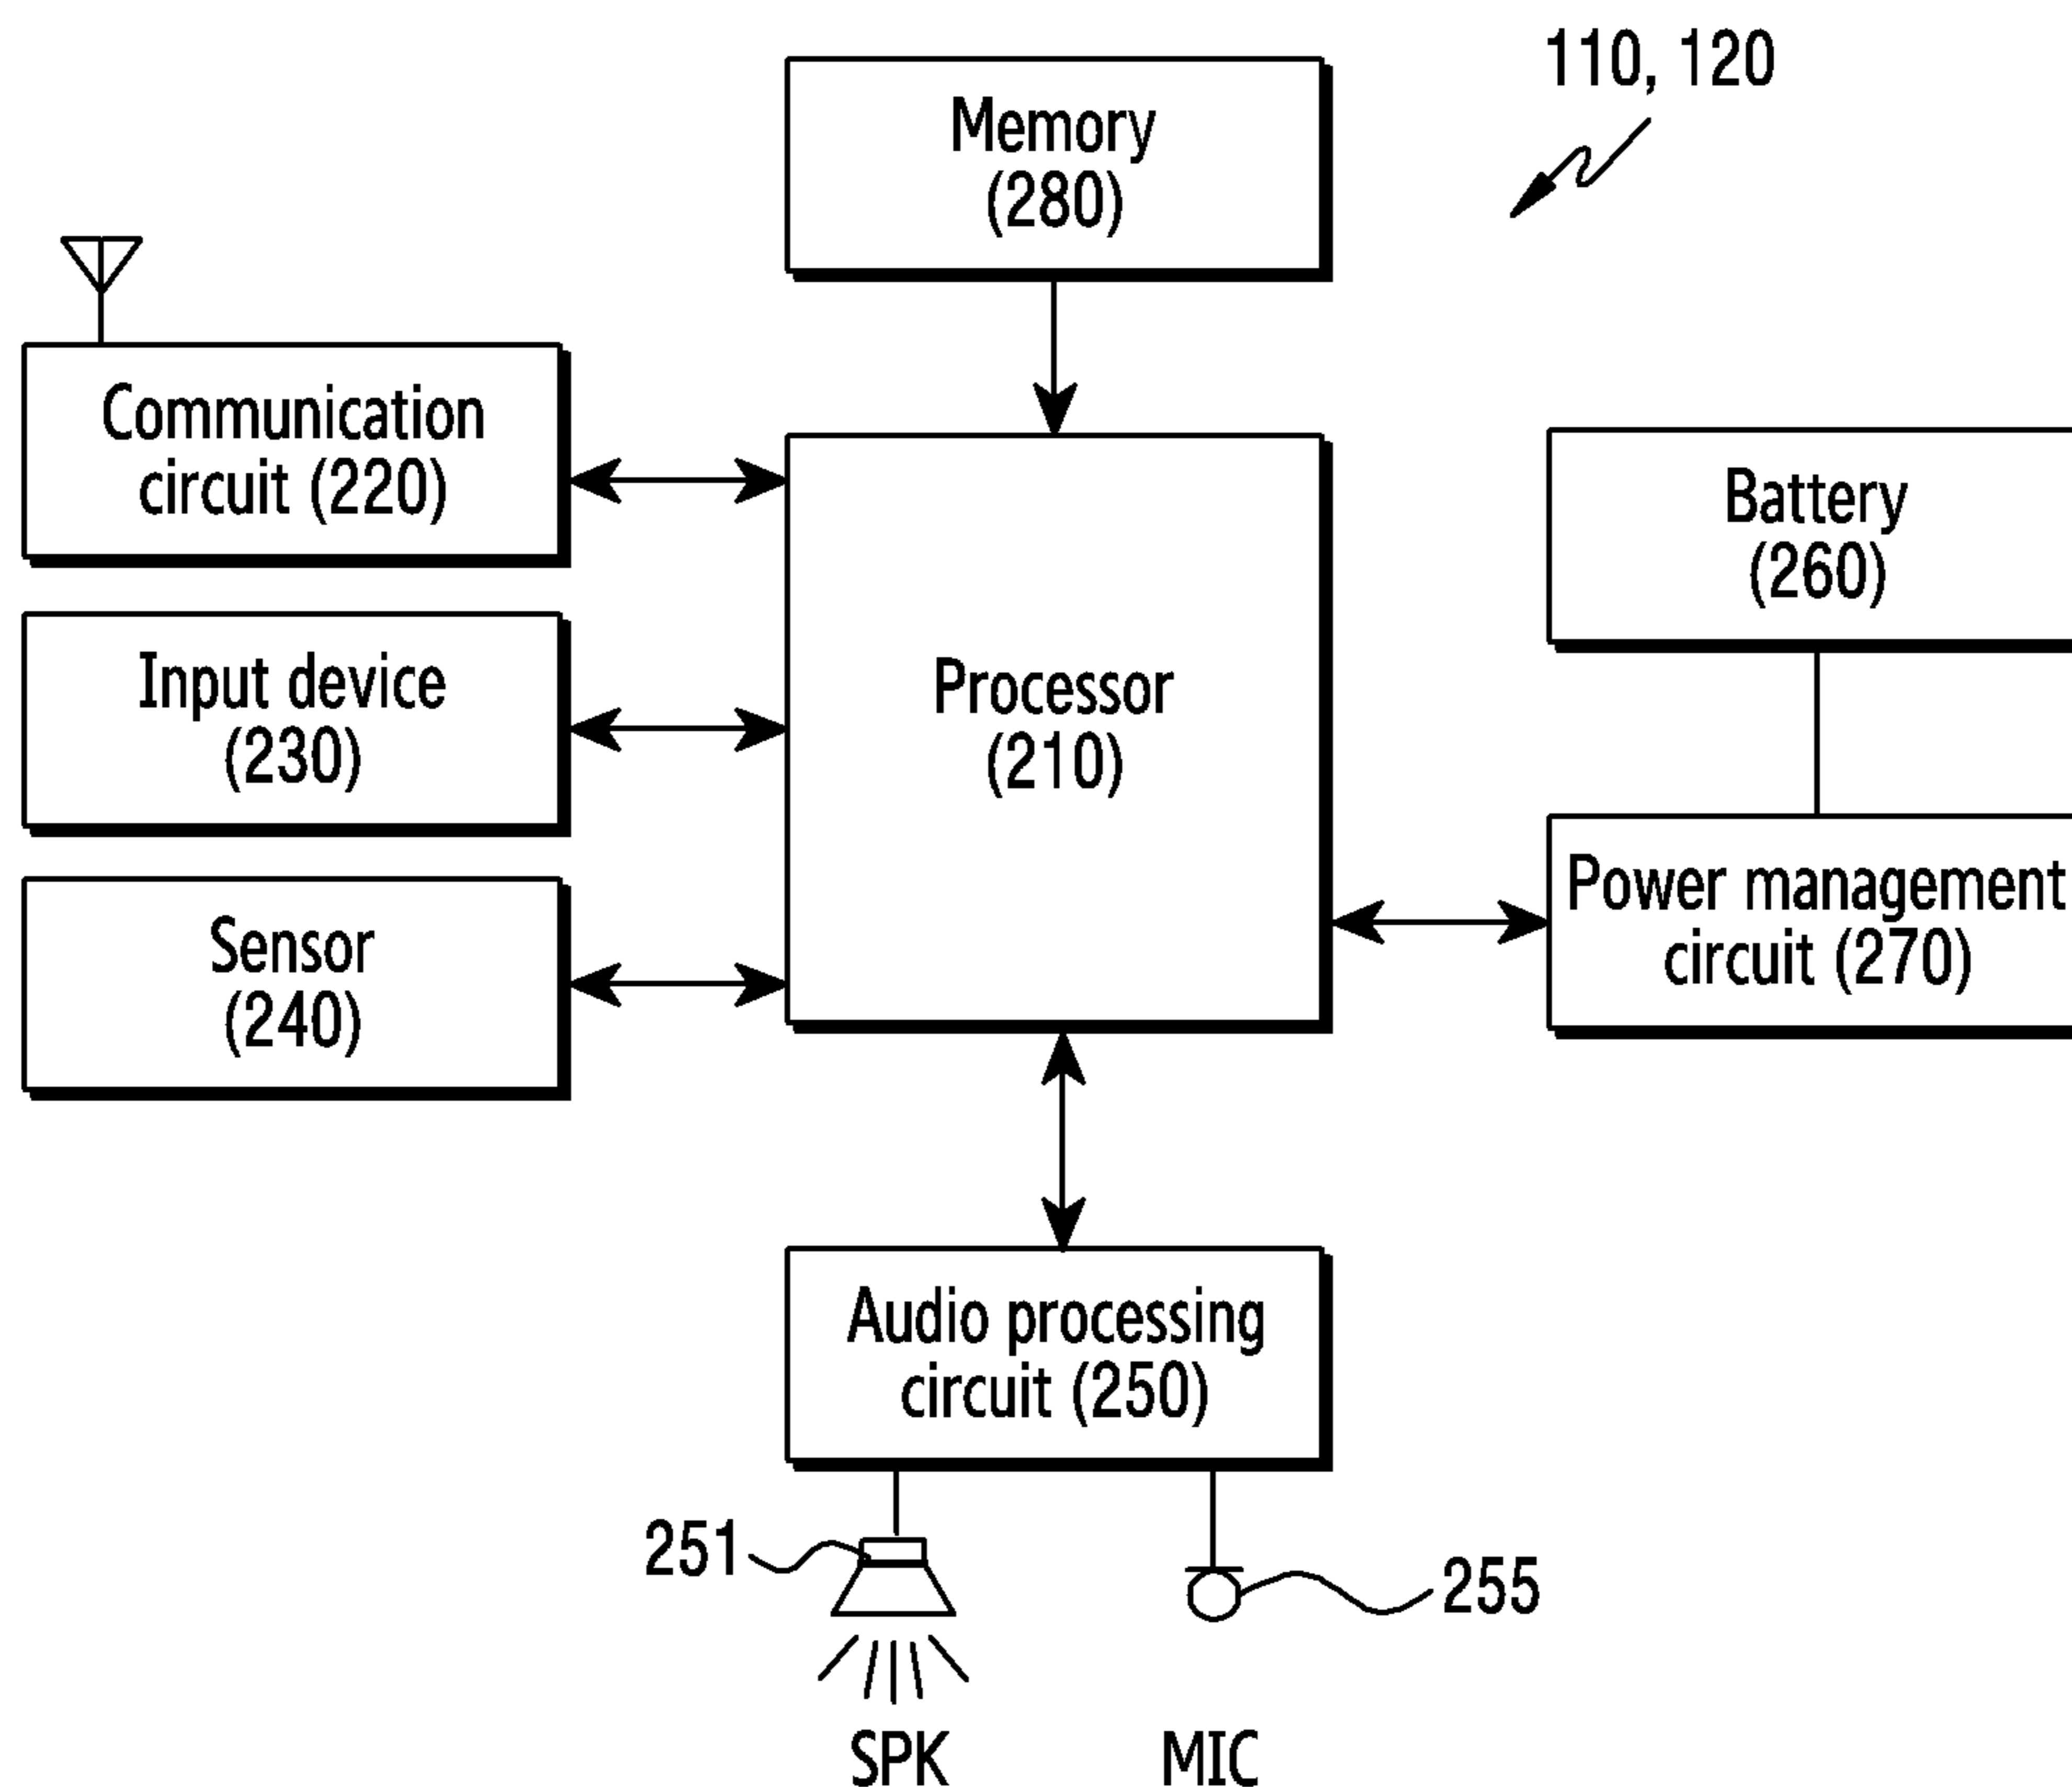 110, 120
Memory
(280)
Communication
circuit (220)
Battery
(260)
Input device
(230)
Processor
(210)
Power management
circuit (270)
Sensor
(240)
Audio processing
circuit (250)
251
255
SPK
MIC